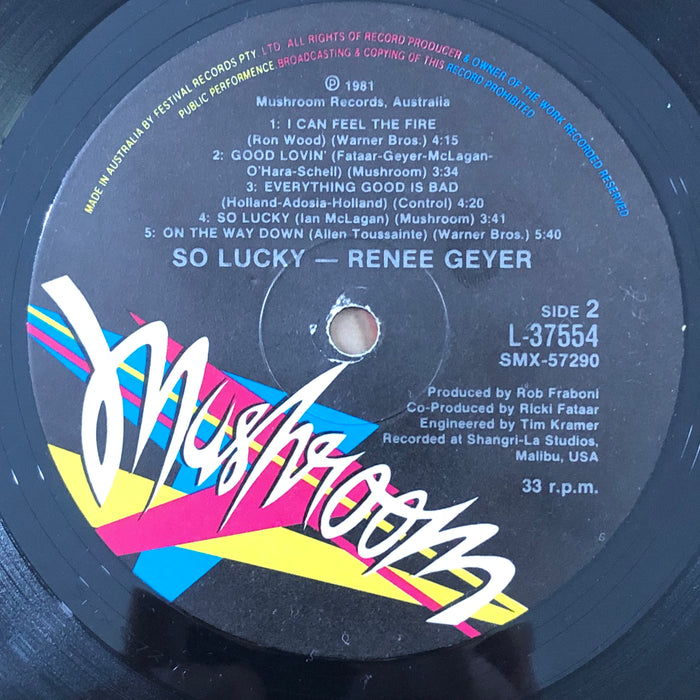 MADE IN AUSTRALIA BY FESTIVAL RECORDS PTY. LTD. ALL RIGHTS OF RECORD PRODUCER & OWNER OF THE WORK RECORDED RESERVED
PUBLIC PERFORMENCE. BROADCASTING & COPYING OF THIS RECORD PROHIBITED
℗ 1981
Mushroom Records, Australia
1: I CAN FEEL THE FIRE
(Ron Wood) (Warner Bros.) 4:15
2: GOOD LOVIN' (Fataar-Geyer-McLagan-
O'Hara-Schell) (Mushroom) 3:34
3: EVERYTHING GOOD IS BAD
(Holland-Adosia-Holland) (Control) 4:20
4: SO LUCKY (Ian McLagan) (Mushroom) 3:41
5: ON THE WAY DOWN (Allen Toussainte) (Warner Bros.) 5:40
SO LUCKY — RENEE GEYER
SIDE 2
L-37554
SMX-57290
Produced by Rob Fraboni
Co-Produced by Ricki Fataar
Engineered by Tim Kramer
Recorded at Shangri-La Studios,
Malibu, USA
33 r.p.m.
Mushroom